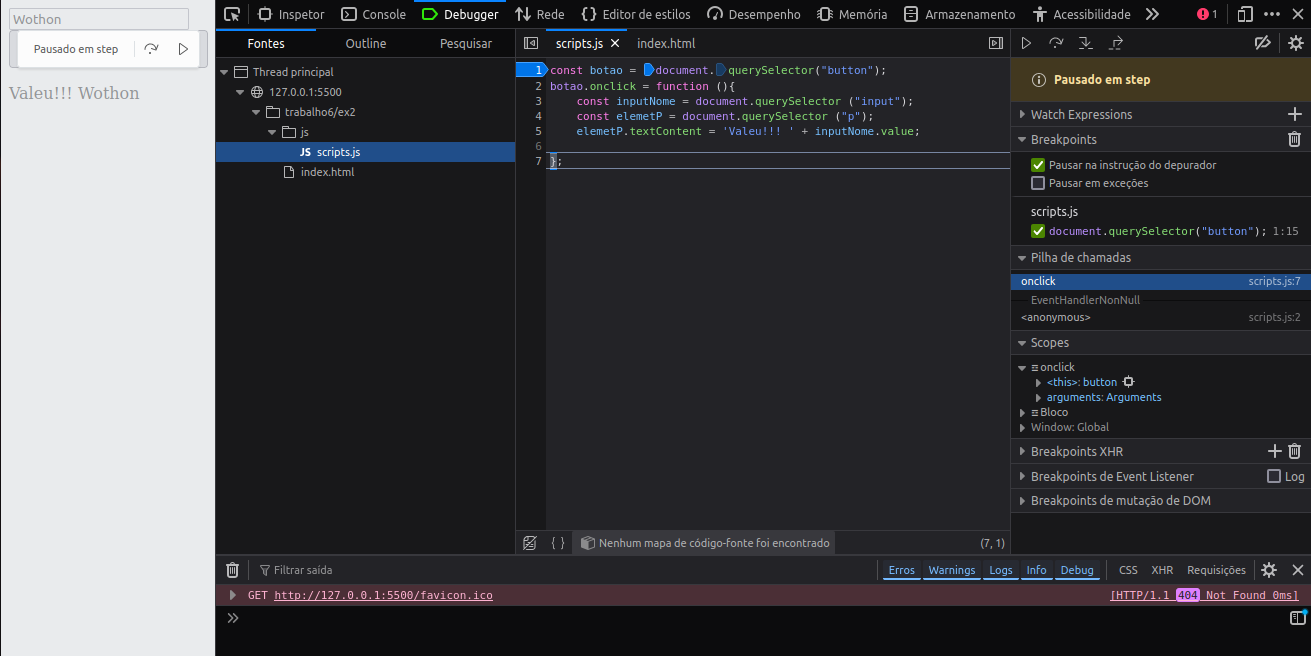 Wothon
Pausado em step
Valeu!!! Wothon
Inspetor Console Debugger Rede Editor de estilos Desempenho Memória Armazenamento Acessibilidade 1
Fontes Outline Pesquisar
Thread principal
127.0.0.1:5500
trabalho6/ex2
js
JS scripts.js
index.html
scripts.js index.html
1 const botao = document.querySelector("button");
2 botao.onclick = function (){
3 const inputNome = document.querySelector ("input");
4 const elemetP = document.querySelector ("p");
5 elemetP.textContent = 'Valeu!!! ' + inputNome.value;
6
7 };
Nenhum mapa de código-fonte foi encontrado (7, 1)
Pausado em step
Watch Expressions
Breakpoints
Pausar na instrução do depurador
Pausar em exceções
scripts.js
document.querySelector("button"); 1:15
Pilha de chamadas
onclick scripts.js:7
EventHandlerNonNull
<anonymous> scripts.js:2
Scopes
onclick
<this>: button
arguments: Arguments
Bloco
Window: Global
Breakpoints XHR
Breakpoints de Event Listener Log
Breakpoints de mutação de DOM
Filtrar saída Erros Warnings Logs Info Debug CSS XHR Requisições
GET http://127.0.0.1:5500/favicon.ico [HTTP/1.1 404 Not Found 0ms]